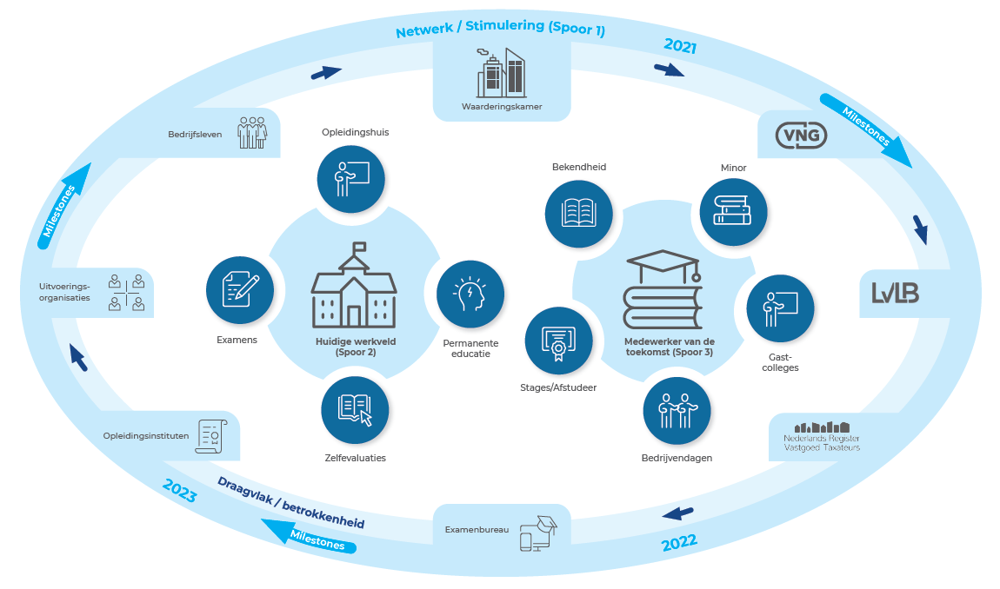 Netwerk / Stimulering (Spoor 1)
2021
Waarderingskamer
Milestones
Bedrijfsleven
VNG
Opleidingshuis
Bekendheid
Minor
Milestones
Uitvoerings-
organisaties
LVLB
Examens
Huidige werkveld
(Spoor 2)
Permanente
educatie
Medewerker van de
toekomst (Spoor 3)
Gast-
colleges
Stages/Afstudeer
Opleidingsinstituten
Nederlands Register
Vastgoed Taxateurs
Zelfevaluaties
Bedrijvendagen
2023
Draagvlak / betrokkenheid
Milestones
Examenbureau
2022